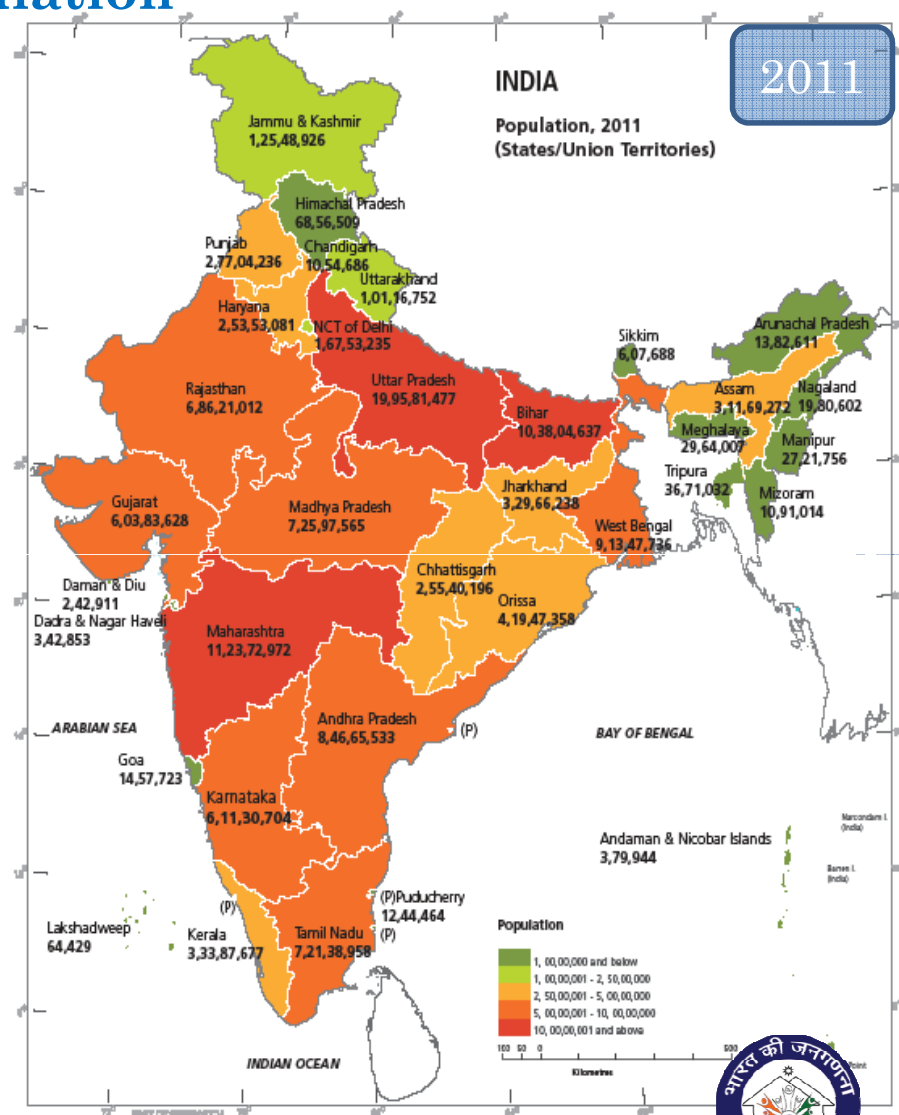 2011
INDIA
Population, 2011
(States/Union Territories)
Jammu & Kashmir
1,25,48,926
Himachal Pradesh
68,56,509
Punjab
2,77,04,236
Chandigarh
10,54,686
Uttarakhand
1,01,16,752
Haryana
2,53,53,081
NCT of Delhi
1,67,53,235
Sikkim
6,07,688
Arunachal Pradesh
13,82,611
Rajasthan
6,86,21,012
Uttar Pradesh
19,95,81,477
Bihar
10,38,04,637
Assam
3,11,69,272
Nagaland
19,80,602
Meghalaya
29,64,007
Manipur
27,21,756
Tripura
36,71,032
Mizoram
10,91,014
Gujarat
6,03,83,628
Madhya Pradesh
7,25,97,565
Jharkhand
3,29,66,238
West Bengal
9,13,47,736
Chhattisgarh
2,55,40,196
Orissa
4,19,47,358
Daman & Diu
2,42,911
Dadra & Nagar Haveli
3,42,853
Maharashtra
11,23,72,972
Andhra Pradesh
8,46,65,533
(P)
ARABIAN SEA
BAY OF BENGAL
Goa
14,57,723
Karnataka
6,11,30,704
Andaman & Nicobar Islands
3,79,944
Narcondam I.
(India)
Barren I.
(India)
(P)Puducherry
12,44,464
(P)
(P)
Lakshadweep
64,429
Kerala
3,33,87,677
Tamil Nadu
7,21,38,958
Population
1, 00,00,000 and below
1, 00,00,001 - 2, 50,00,000
2, 50,00,001 - 5, 00,00,000
5, 00,00,001 - 10, 00,00,000
10, 00,00,001 and above
100 50 0 500
Kilometres
INDIAN OCEAN
भारत की जनगणना